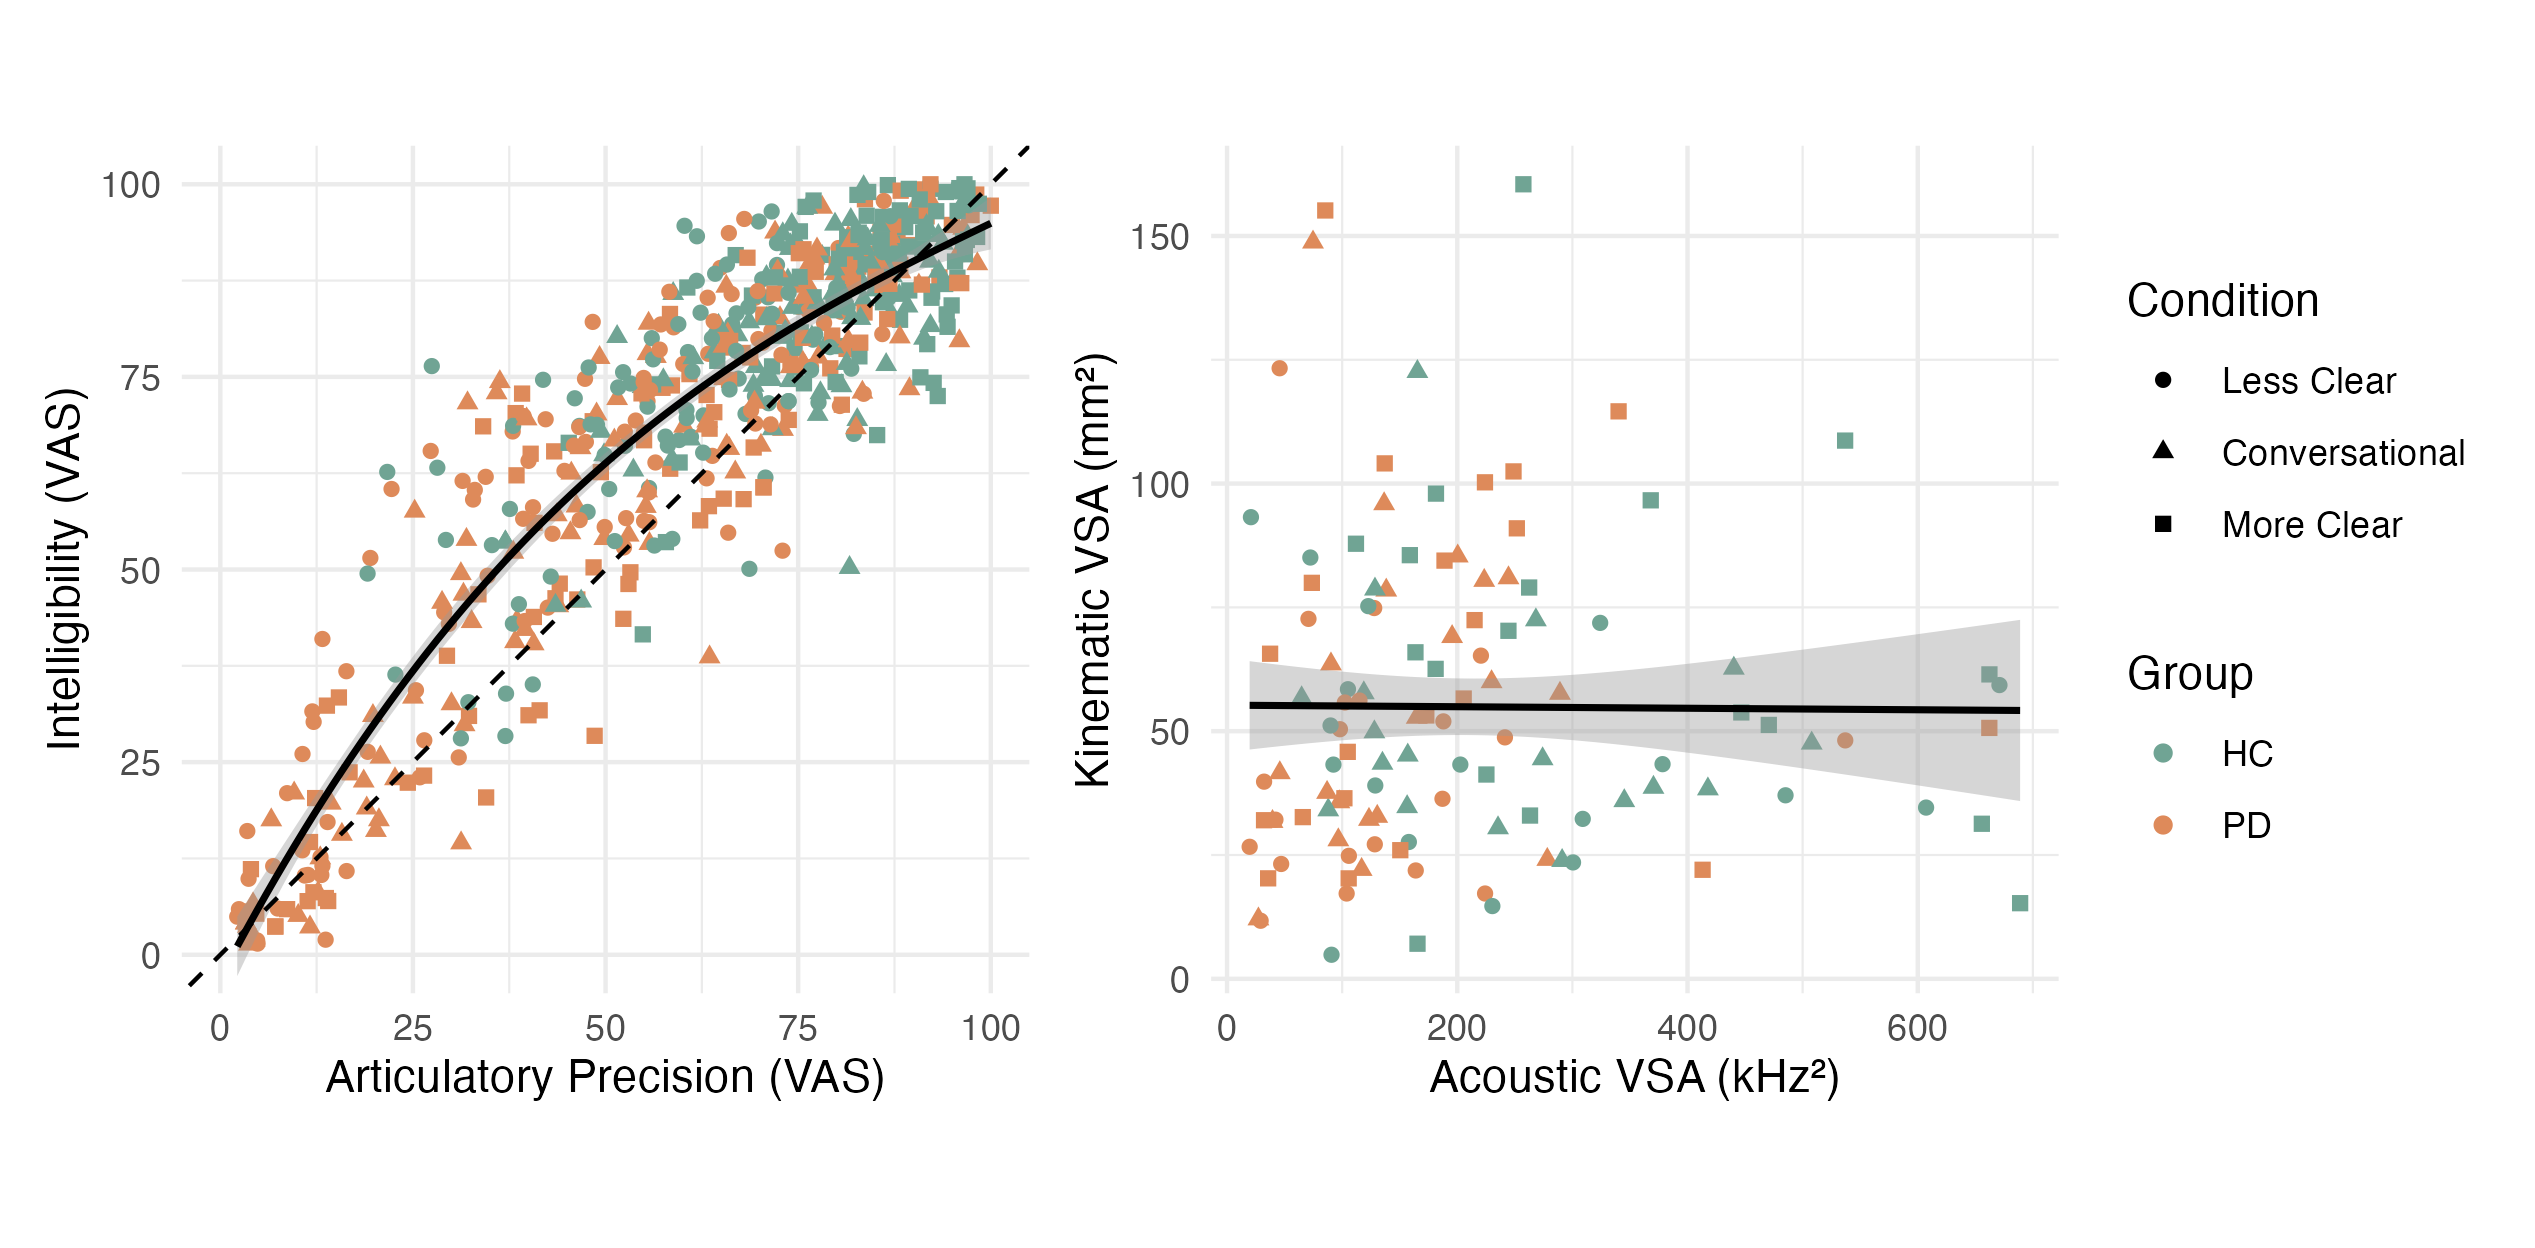 Intelligibility (VAS)
100
75
50
25
0
0 25 50 75 100
Articulatory Precision (VAS)
Kinematic VSA (mm²)
150
100
50
0
0 200 400 600
Acoustic VSA (kHz²)
Condition
Less Clear
Conversational
More Clear
Group
HC
PD